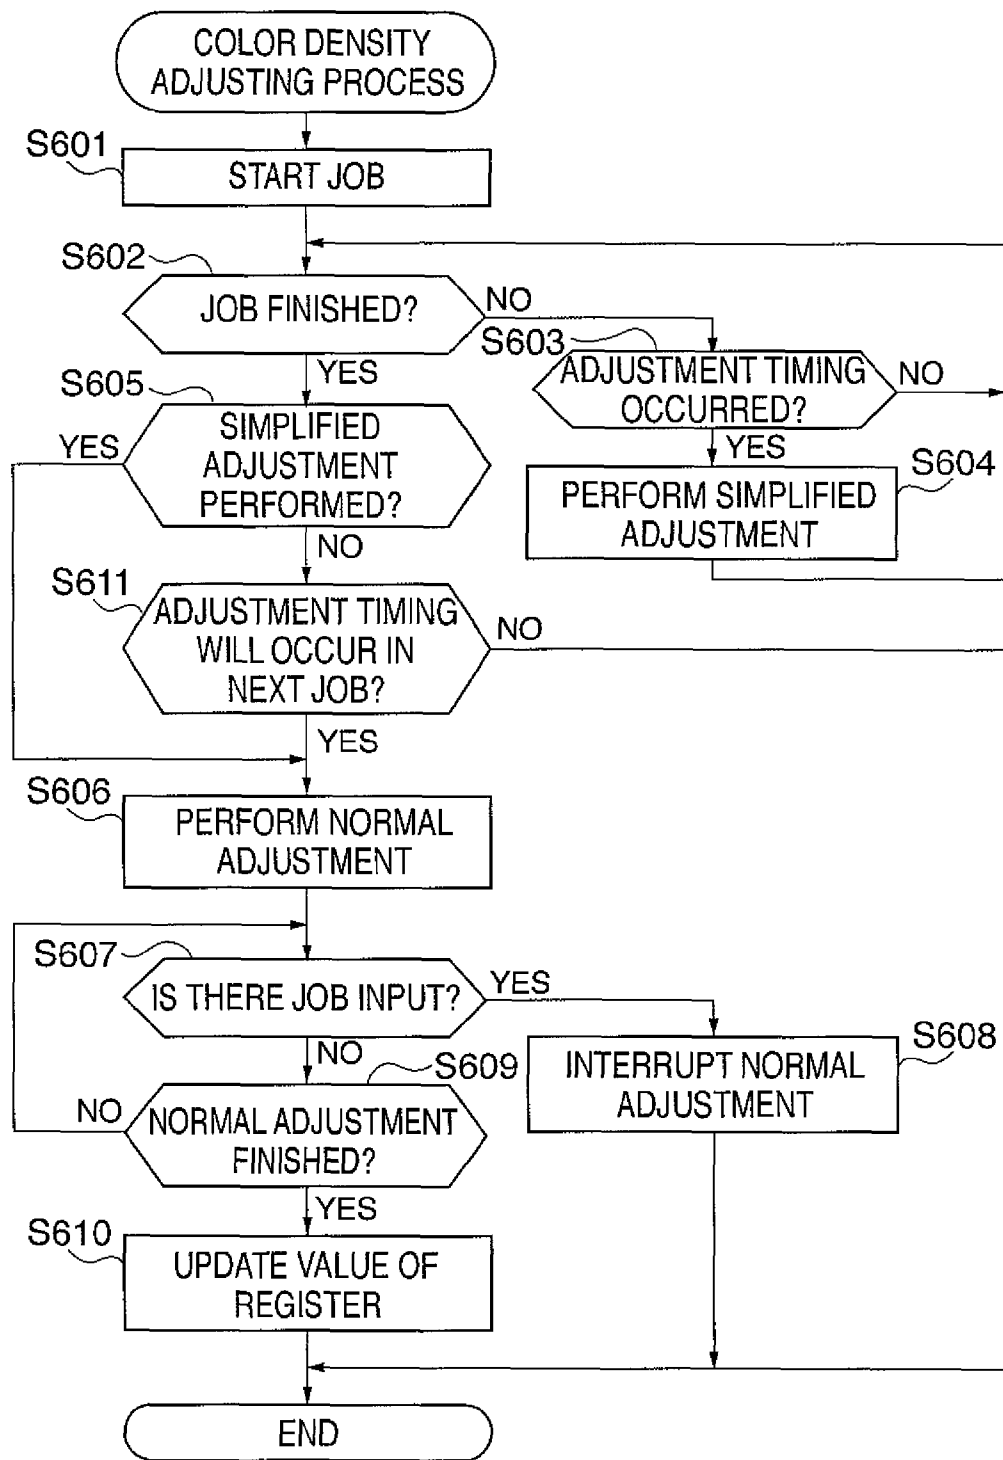 COLOR DENSITY
ADJUSTING PROCESS
S601
START JOB
S602
JOB FINISHED?
NO
YES
S603
ADJUSTMENT TIMING
OCCURRED?
NO
YES
S604
PERFORM SIMPLIFIED
ADJUSTMENT
S605
SIMPLIFIED
ADJUSTMENT
PERFORMED?
YES
NO
S611
ADJUSTMENT TIMING
WILL OCCUR IN
NEXT JOB?
NO
YES
S606
PERFORM NORMAL
ADJUSTMENT
S607
IS THERE JOB INPUT?
YES
NO
S608
INTERRUPT NORMAL
ADJUSTMENT
S609
NORMAL ADJUSTMENT
FINISHED?
NO
YES
S610
UPDATE VALUE OF
REGISTER
END